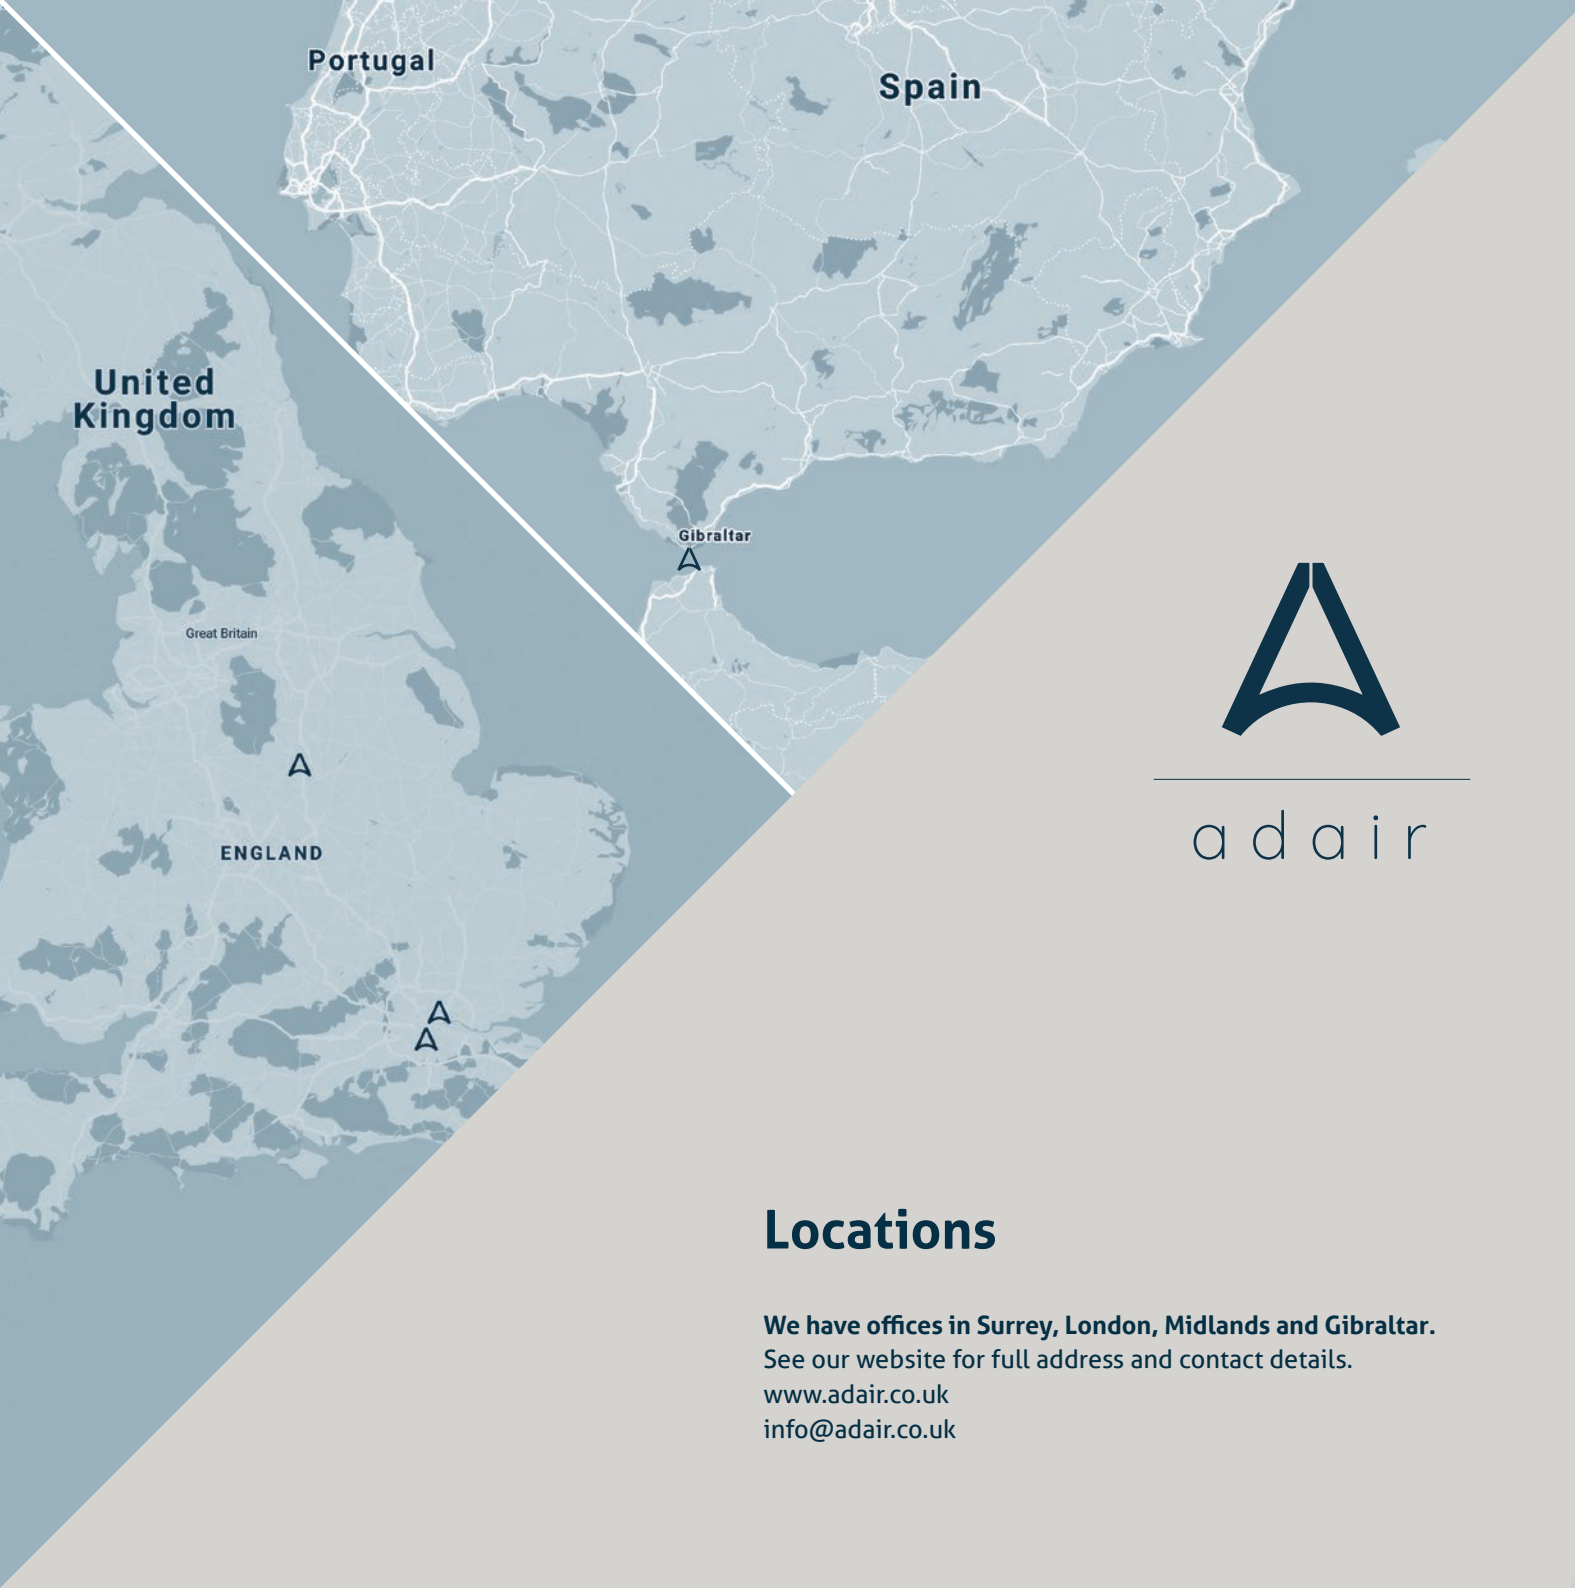 Portugal
Spain
United
Kingdom
Gibraltar
Great Britain
ENGLAND
adair
Locations
We have offices in Surrey, London, Midlands and Gibraltar.
See our website for full address and contact details.
www.adair.co.uk
info@adair.co.uk